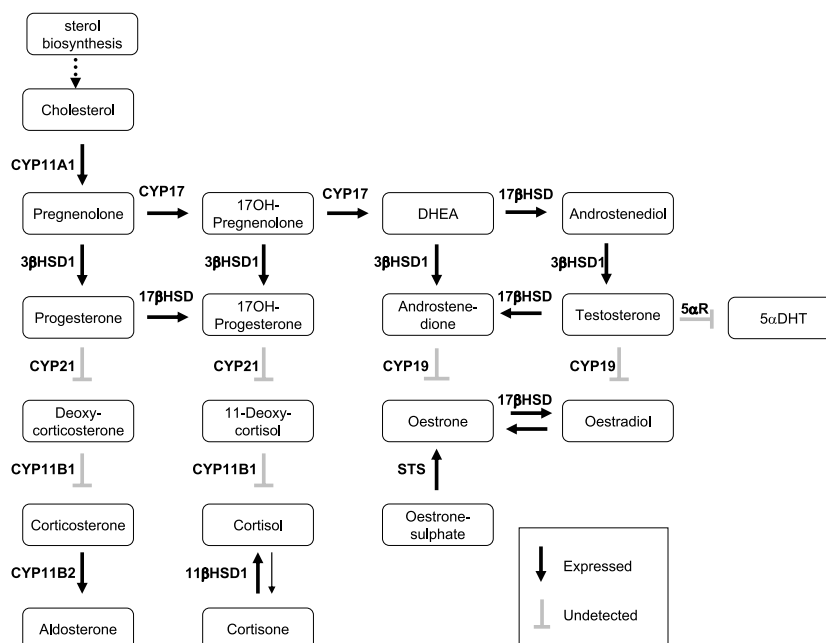 sterol
biosynthesis
Cholesterol
CYP11A1
CYP17
CYP17
17βHSD
Pregnenolone
17OH-
Pregnenolone
DHEA
Androstenediol
3βHSD1
3βHSD1
3βHSD1
3βHSD1
17βHSD
17βHSD
5αR
Progesterone
17OH-
Progesterone
Androstene-
dione
Testosterone
5αDHT
CYP21
CYP21
CYP19
CYP19
17βHSD
Deoxy-
corticosterone
11-Deoxy-
cortisol
Oestrone
Oestradiol
CYP11B1
CYP11B1
STS
Corticosterone
Cortisol
Oestrone-
sulphate
CYP11B2
11βHSD1
Aldosterone
Cortisone
Expressed
Undetected